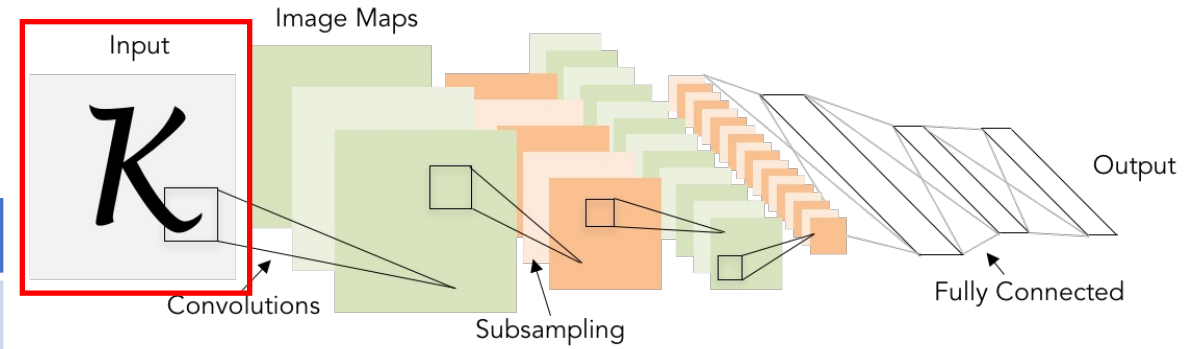 Image Maps
Input
K
Output
Convolutions
Fully Connected
Subsampling